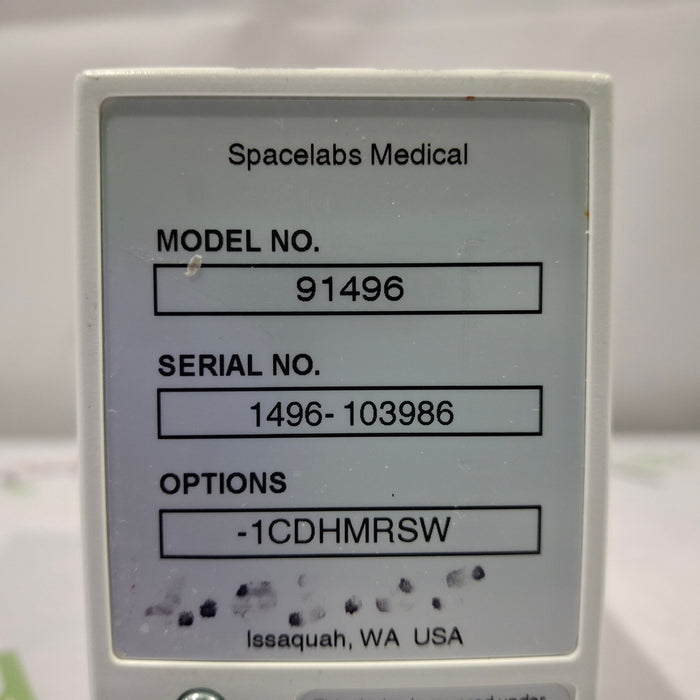 Spacelabs Medical
MODEL NO.
91496
SERIAL NO.
1496- 103986
OPTIONS
-1CDHMRSW
Issaquah, WA USA